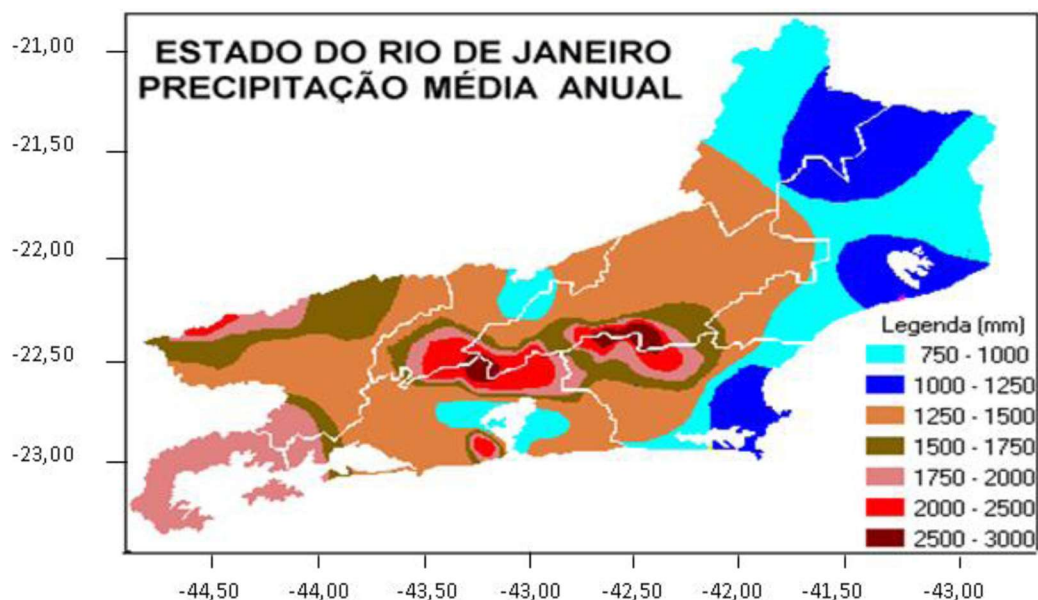 ESTADO DO RIO DE JANEIRO
PRECIPITAÇÃO MÉDIA ANUAL
-21,00
-21,50
-22,00
-22,50
-23,00
Legenda (mm)
750 - 1000
1000 - 1250
1250 - 1500
1500 - 1750
1750 - 2000
2000 - 2500
2500 - 3000
-44,50 -44,00 -43,50 -43,00 -42,50 -42,00 -41,50 -43,00